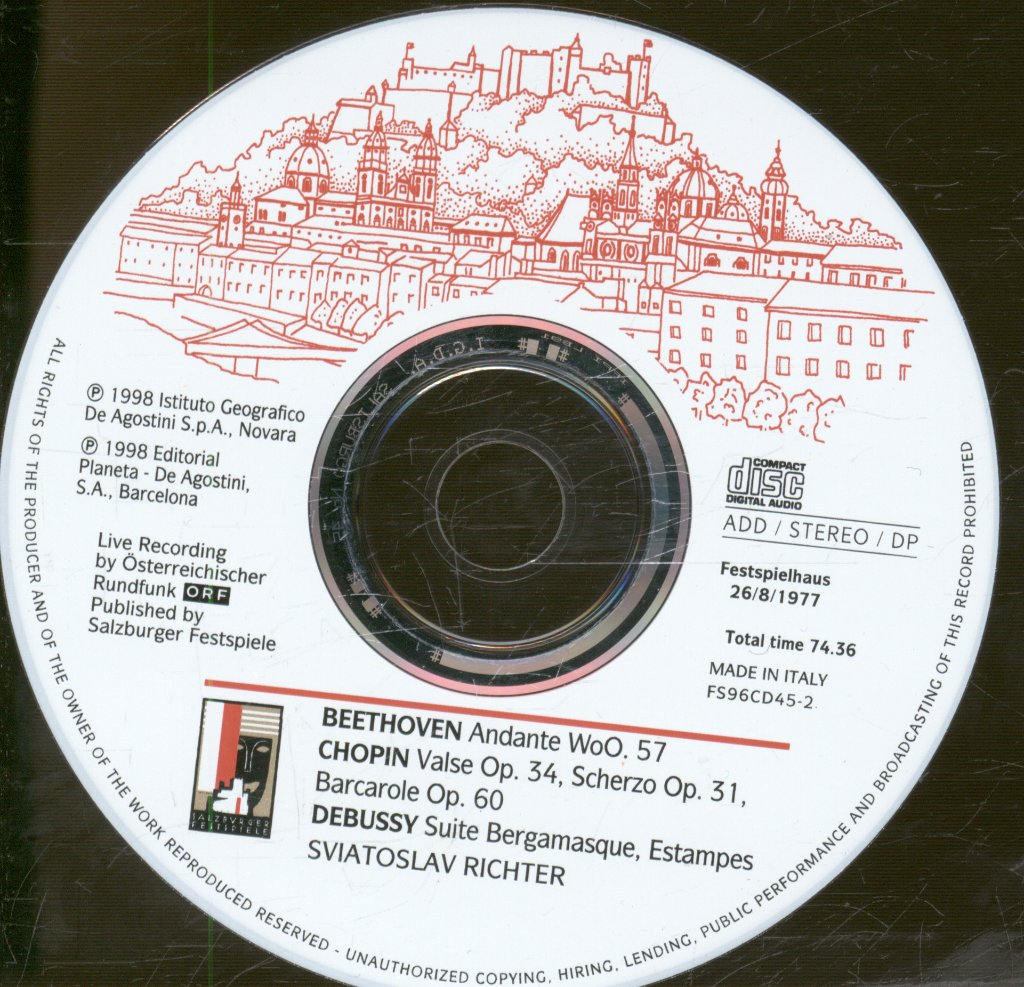 ℗ 1998 Istituto Geografico
De Agostini S.p.A., Novara
℗ 1998 Editorial
Planeta - De Agostini,
S.A., Barcelona
Live Recording
by Österreichischer
Rundfunk ORF
Published by
Salzburger Festspiele
COMPACT
disc
DIGITAL AUDIO
ADD / STEREO / DP
Festspielhaus
26/8/1977
Total time 74.36
MADE IN ITALY
FS96CD45-2
BEETHOVEN Andante WoO. 57
CHOPIN Valse Op. 34, Scherzo Op. 31,
Barcarole Op. 60
DEBUSSY Suite Bergamasque, Estampes
SVIATOSLAV RICHTER
SALZBURGER
FESTSPIELE
ALL RIGHTS OF THE PRODUCER AND OF THE OWNER OF THE WORK REPRODUCED RESERVED - UNAUTHORIZED COPYING, HIRING, LENDING, PUBLIC PERFORMANCE AND BROADCASTING OF THIS RECORD PROHIBITED